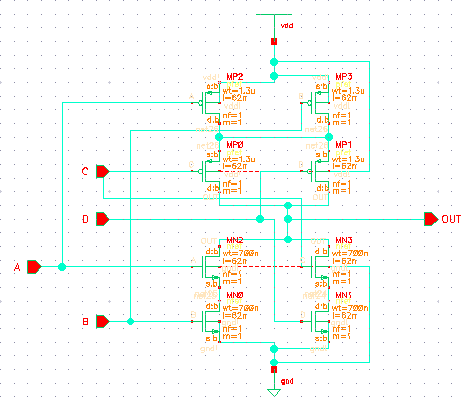 vdd
MP2
s:b
wt=1.3u
l=62n
nf=1
m=1
d:b
MP3
s:b
wt=1.3u
l=62n
nf=1
m=1
d:b
MP0
s:b
wt=1.3u
l=62n
nf=1
m=1
d:b
MP1
s:b
wt=1.3u
l=62n
nf=1
m=1
d:b
C
D
OUT
A
MN2
d:b
wt=700n
l=62n
nf=1
m=1
s:b
MN3
d:b
wt=700n
l=62n
nf=1
m=1
s:b
B
MN0
d:b
wt=700n
l=62n
nf=1
m=1
s:b
d:b
wt=700n
l=62n
nf=1
m=1
s:b
gnd